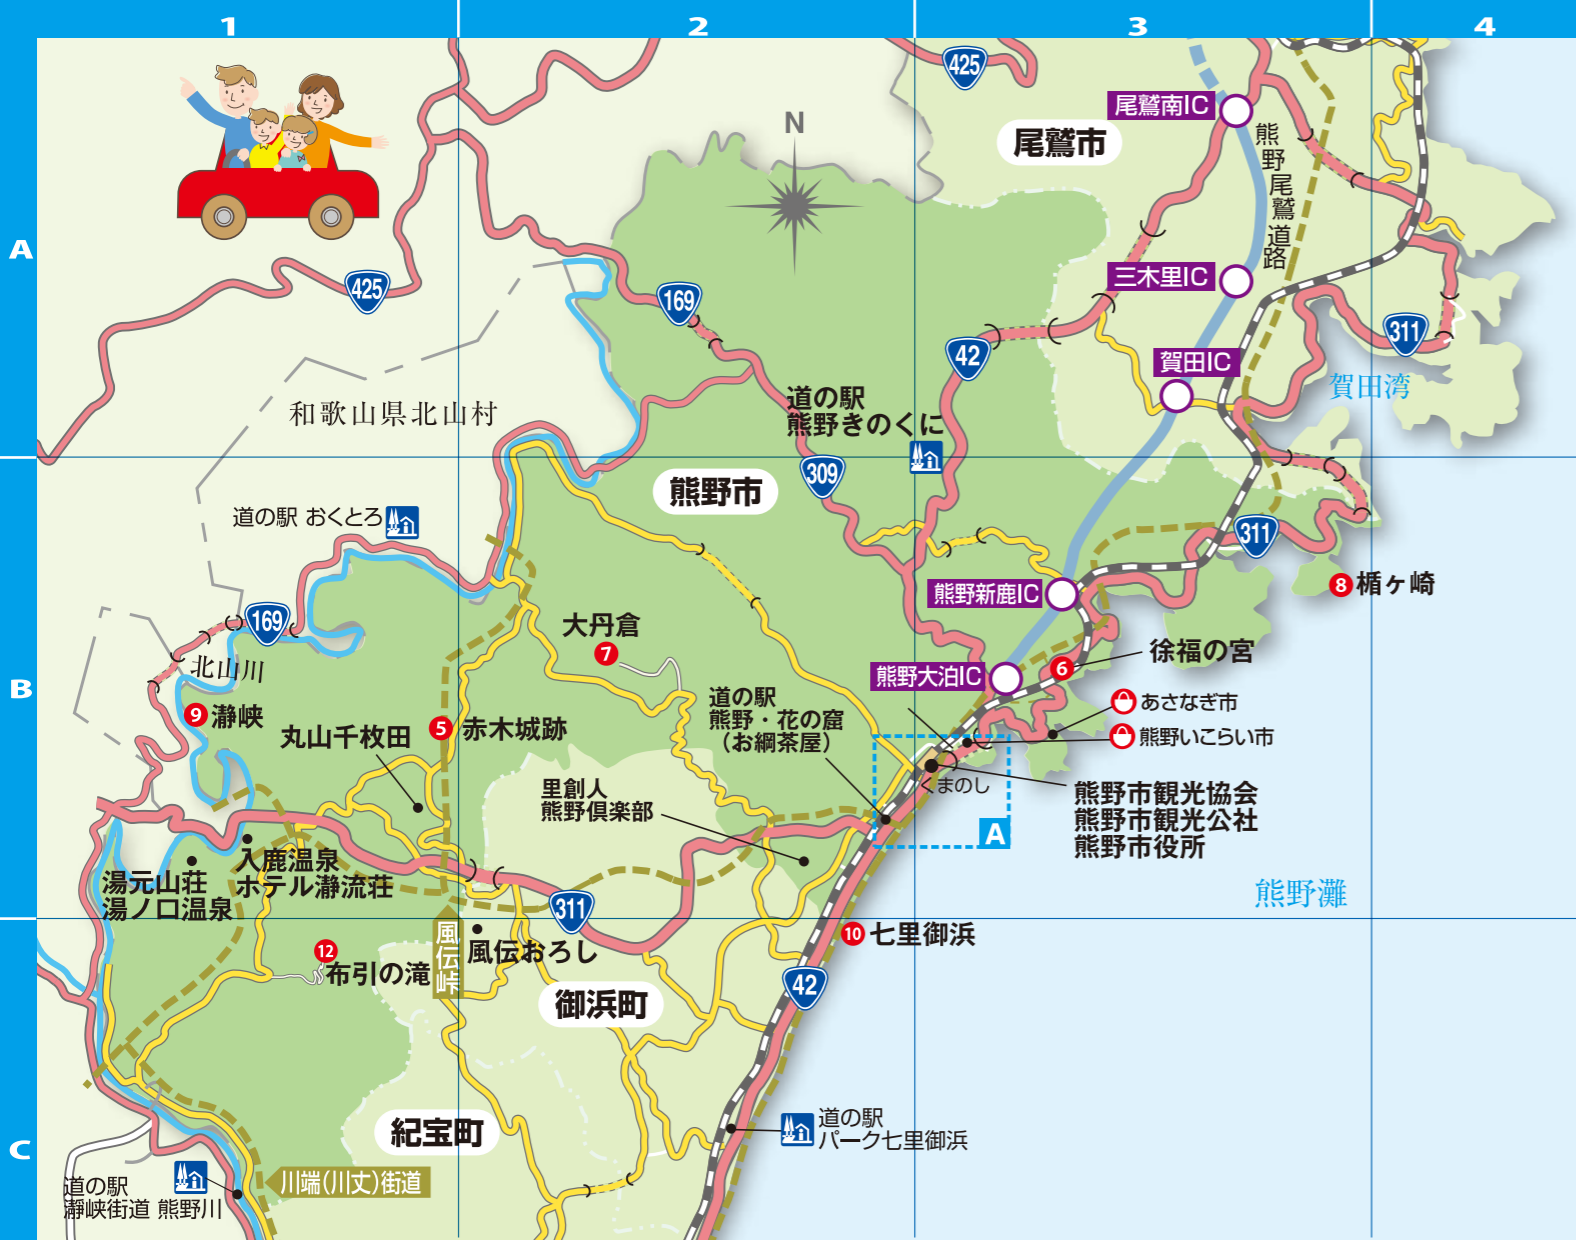 1
2
3
4
A
B
C
N
425
尾鷲南IC
尾鷲市
熊野尾鷲道路
三木里IC
425
169
42
賀田IC
311
賀田湾
和歌山県北山村
道の駅
熊野きのくに
309
熊野市
道の駅 おくとろ
311
8 楯ヶ崎
熊野新鹿IC
169
大丹倉
7
徐福の宮
6
北山川
熊野大泊IC
9 瀞峡
5 赤木城跡
丸山千枚田
道の駅
熊野・花の窟
（お綱茶屋）
あさなぎ市
熊野いこらい市
里創人
熊野倶楽部
くまのし
A
熊野市観光協会
熊野市観光公社
熊野市役所
入鹿温泉
ホテル瀞流荘
湯元山荘
湯ノ口温泉
311
熊野灘
風伝峠
風伝おろし
10 七里御浜
12
布引の滝
42
御浜町
紀宝町
道の駅
パーク七里御浜
川端(川丈)街道
道の駅
瀞峡街道 熊野川